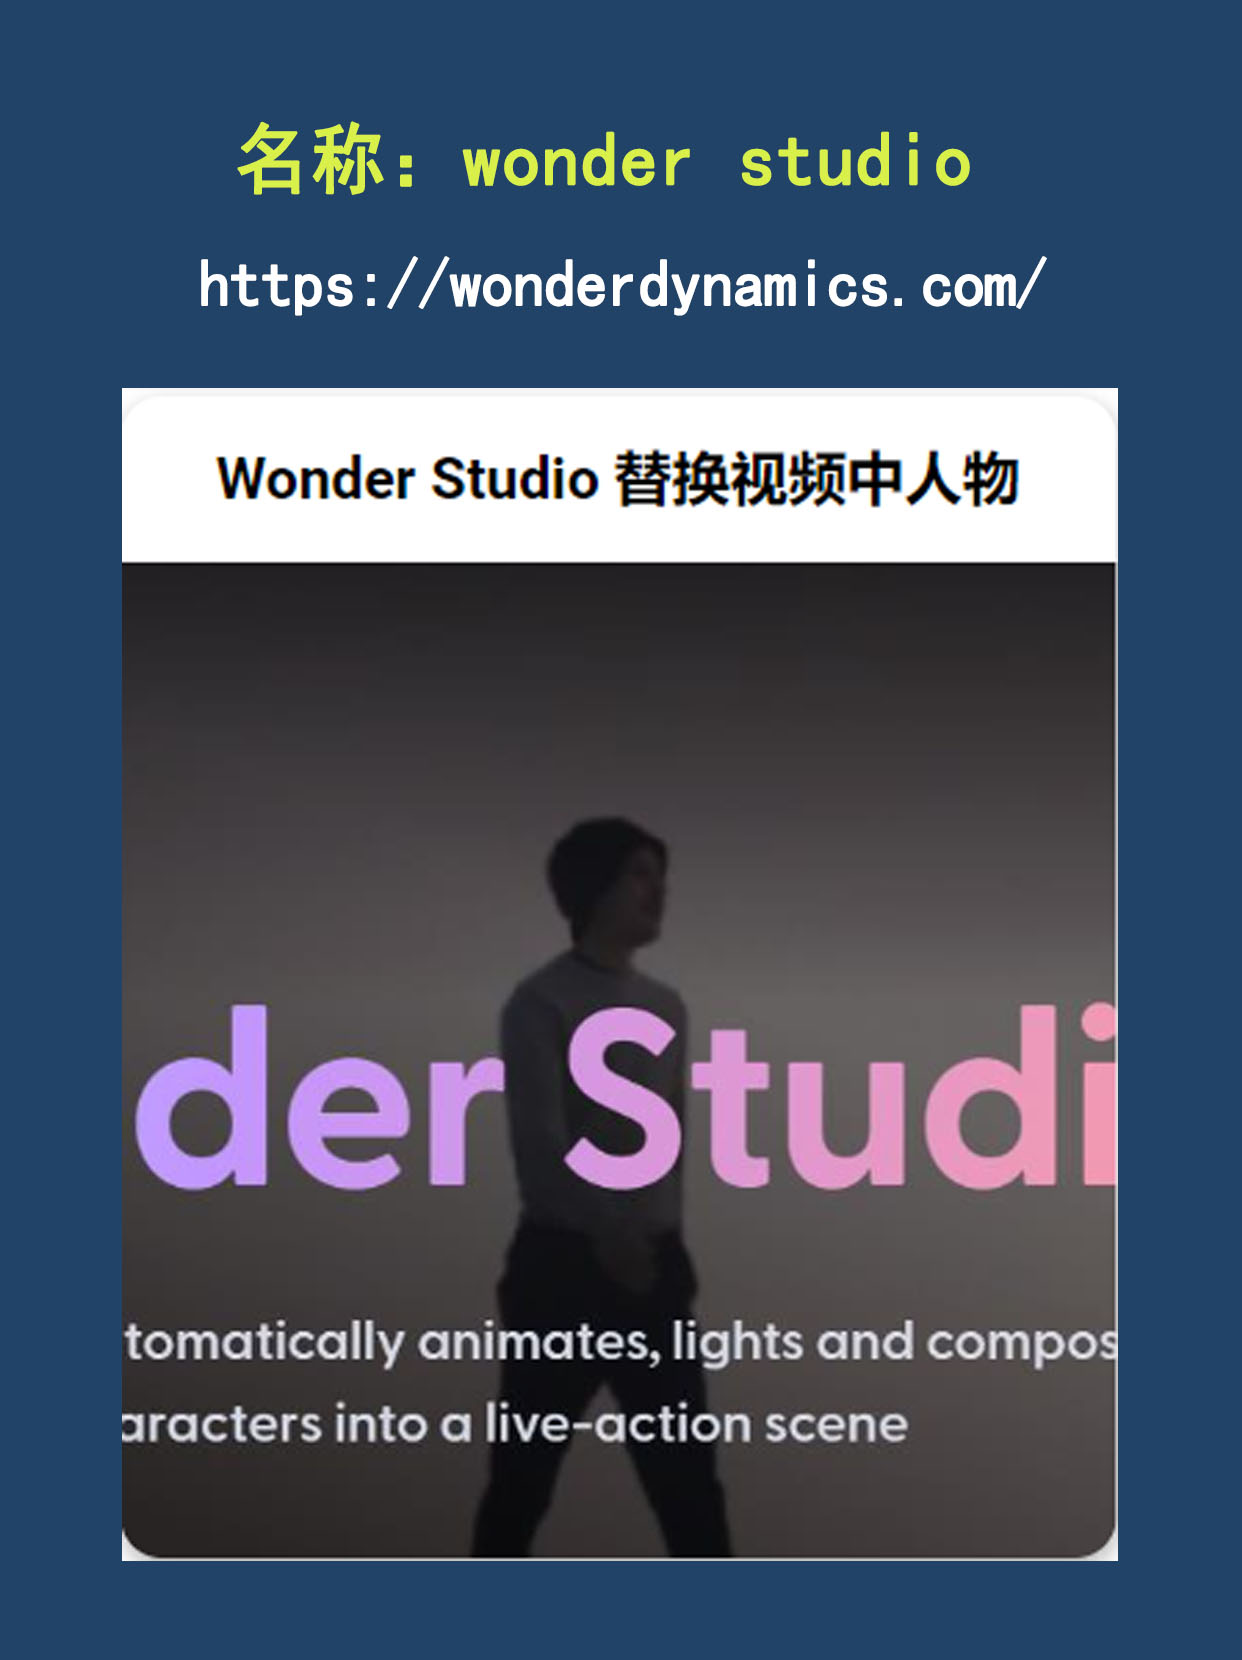 名称：wonder studio
https://wonderdynamics.com/
Wonder Studio 替换视频中人物
der Studi
tomatically animates, lights and compos
aracters into a live-action scene